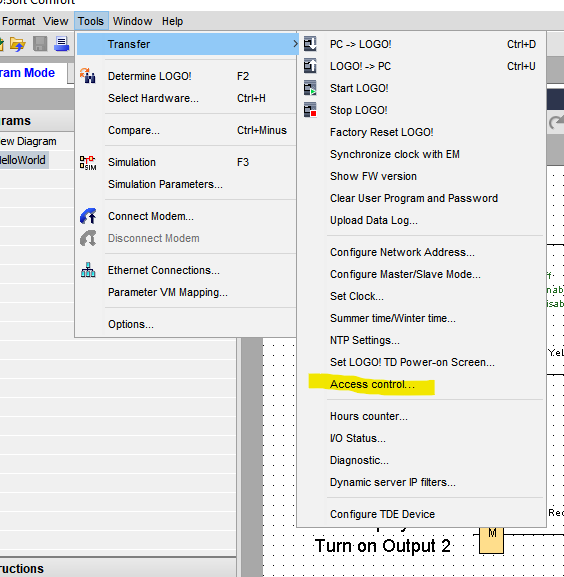 Format View Tools Window Help
Transfer
Determine LOGO! F2
Select Hardware... Ctrl+H
Compare... Ctrl+Minus
Simulation F3
SIM
Simulation Parameters...
Connect Modem...
Disconnect Modem
Ethernet Connections...
Parameter VM Mapping...
Options...
PC -> LOGO! Ctrl+D
LOGO! -> PC Ctrl+U
Start LOGO!
Stop LOGO!
Factory Reset LOGO!
Synchronize clock with EM
Show FW version
Clear User Program and Password
Upload Data Log...
Configure Network Address...
Configure Master/Slave Mode...
Set Clock...
Summer time/Winter time...
NTP Settings...
Set LOGO! TD Power-on Screen...
Access control...
Hours counter...
I/O Status...
Diagnostic...
Dynamic server IP filters...
Configure TDE Device
ram Mode
grams
ew Diagram
elloWorld
ructions
M
Turn on Output 2